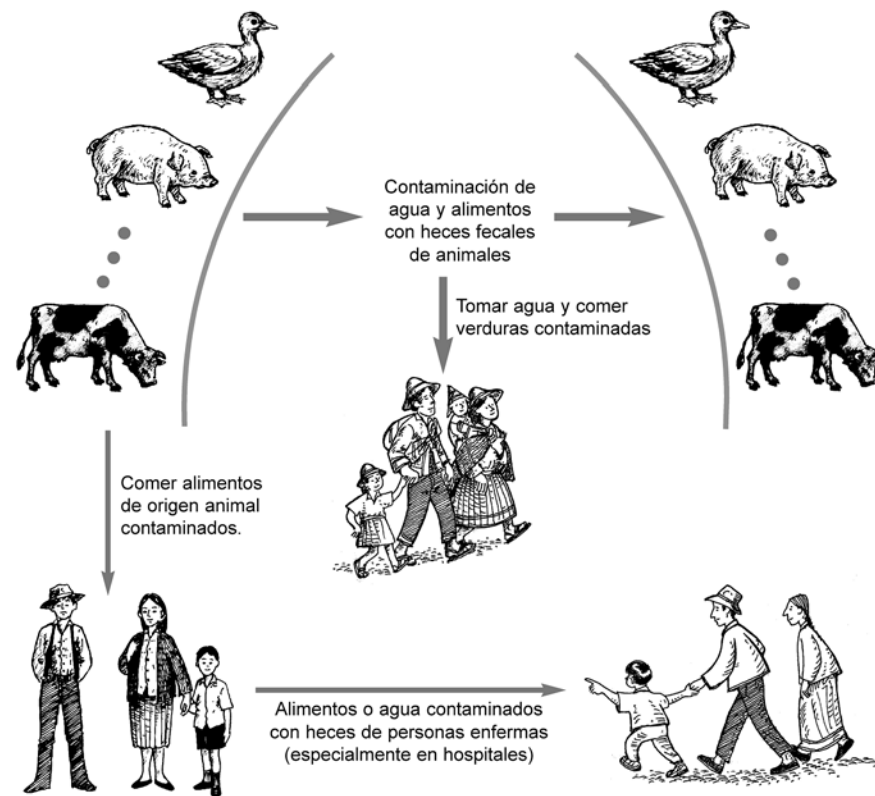 Contaminación de
agua y alimentos
con heces fecales
de animales
Tomar agua y comer
verduras contaminadas
Comer alimentos
de origen animal
contaminados.
Alimentos o agua contaminados
con heces de personas enfermas
(especialmente en hospitales)